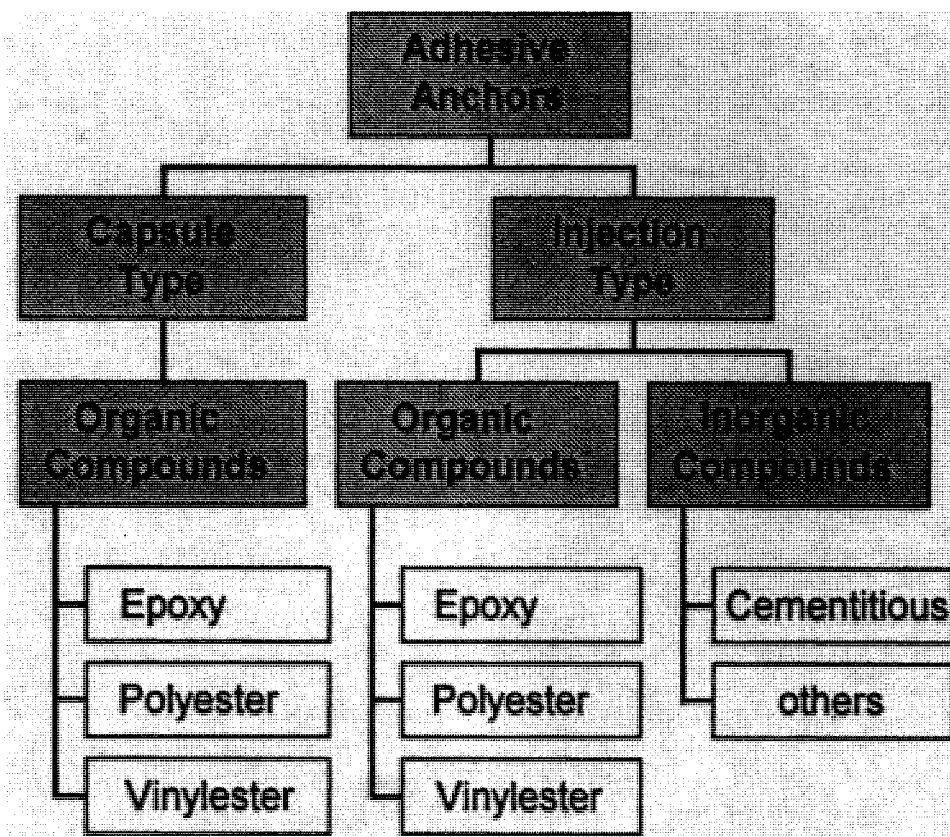 Adhesive
Anchors
Capsule
Type
Injection
Type
Organic
Compounds
Organic
Compounds
Inorganic
Compounds
Epoxy
Polyester
Vinylester
Epoxy
Polyester
Vinylester
Cementitious
others